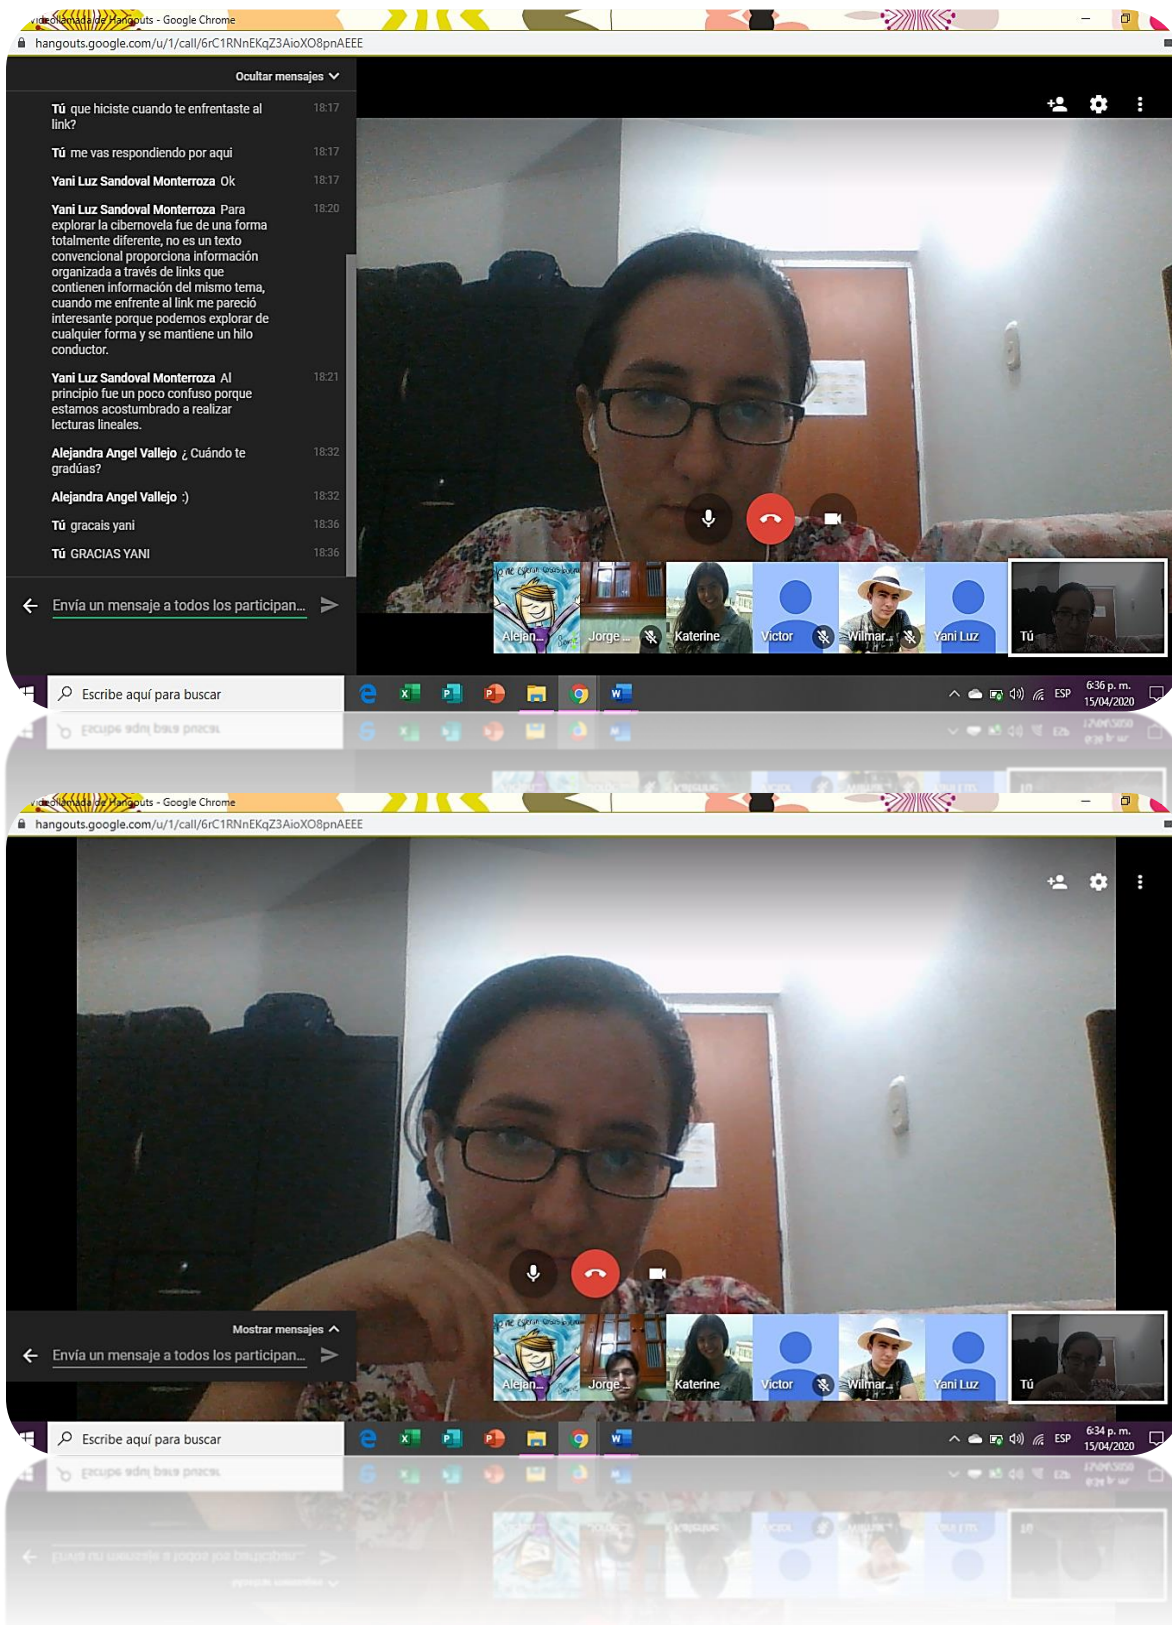 Videollamada de Hangouts - Google Chrome
hangouts.google.com/u/1/call/6rC1RNnEKqZ3AioXO8pnAEEE
Ocultar mensajes
Tú que hiciste cuando te enfrentaste al 18:17
link?
Tú me vas respondiendo por aqui 18:17
Yani Luz Sandoval Monterroza Ok 18:17
Yani Luz Sandoval Monterroza Para 18:20
explorar la cibernovela fue de una forma
totalmente diferente, no es un texto
convencional proporciona información
organizada a través de links que
contienen información del mismo tema,
cuando me enfrente al link me pareció
interesante porque podemos explorar de
cualquier forma y se mantiene un hilo
conductor.
Yani Luz Sandoval Monterroza Al 18:21
principio fue un poco confuso porque
estamos acostumbrado a realizar
lecturas lineales.
Alejandra Angel Vallejo ¿ Cuándo te 18:32
gradúas?
Alejandra Angel Vallejo :) 18:32
Tú gracais yani 18:36
Tú GRACIAS YANI 18:36
Envía un mensaje a todos los participan...
Alejan... Jorge ... Katerine Victor Wilmar... Yani Luz Tú
Escribe aquí para buscar
ESP 6:36 p. m.
15/04/2020
Videollamada de Hangouts - Google Chrome
hangouts.google.com/u/1/call/6rC1RNnEKqZ3AioXO8pnAEEE
Mostrar mensajes
Envía un mensaje a todos los participan...
Alejan... Jorge ... Katerine Victor Wilmar... Yani Luz Tú
Escribe aquí para buscar
ESP 6:34 p. m.
15/04/2020